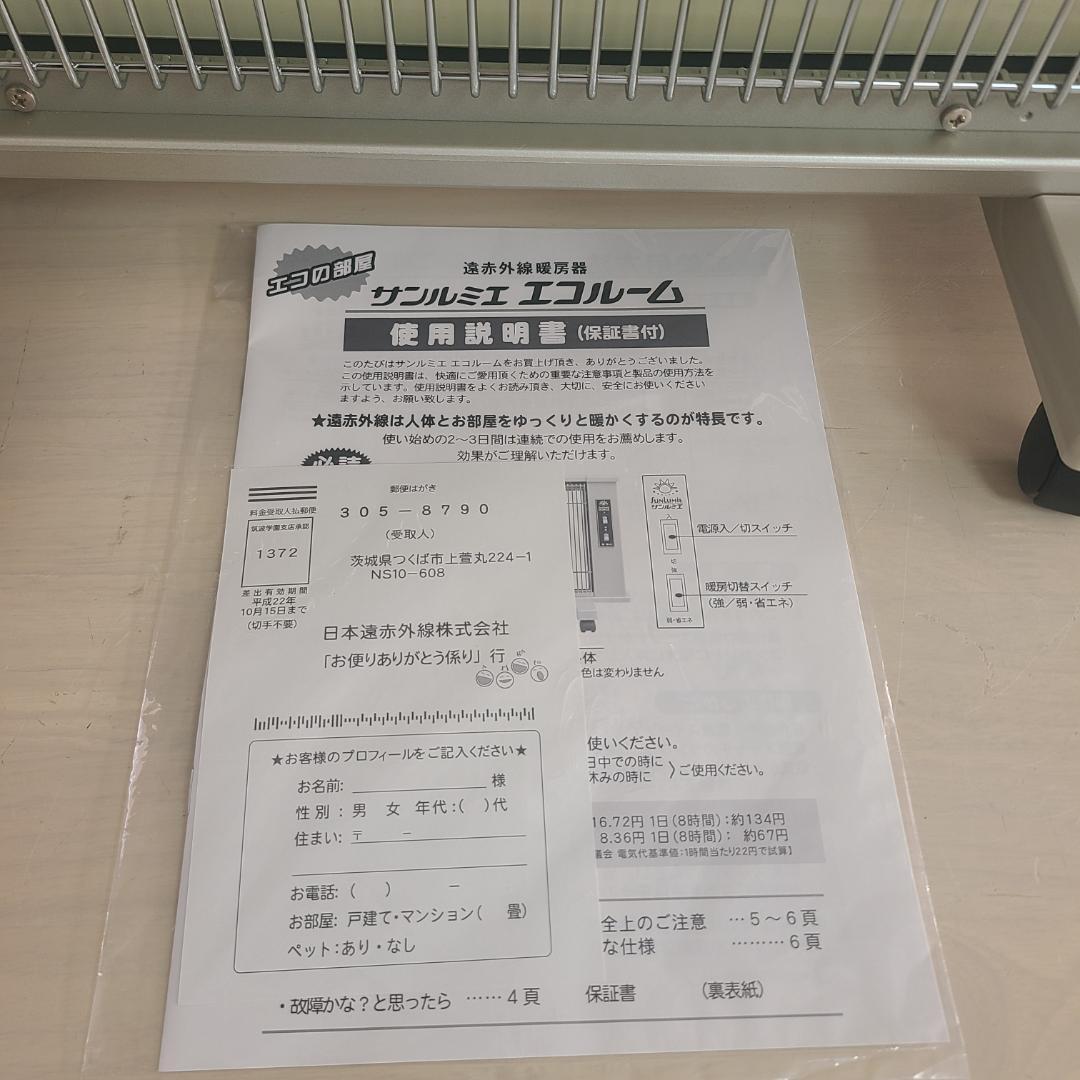 エコの部屋
遠赤外線暖房器
サンルミエ エコルーム
使用説明書(保証書付)
このたびはサンルミエ エコルームをお買上げ頂き、ありがとうございました。
この使用説明書は、快適にご愛用頂くための重要な注意事項と製品の使用方法を
示しています。使用説明書をよくお読み頂き、大切に、安全にお使いください
ますよう、お願い致します。
★遠赤外線は人体とお部屋をゆっくりと暖かくするのが特長です。
使い始めの2～3日間は連続での使用をお薦めします。
効果がご理解いただけます。
必読
SUNLUMIE
サンルミエ
入
電源入／切スイッチ
切
強
暖房切替スイッチ
(強／弱・省エネ)
弱・省エネ
体
色は変わりません
使いください。
日中での時に
休みの時に
ご使用ください。
16.72円 1日(8時間)：約134円
8.36円 1日(8時間)： 約67円
議会 電気代基準値：1時間当たり22円で試算】
全上のご注意 …5～6頁
な仕様 ………6頁
・故障かな？と思ったら ……4頁
保証書 (裏表紙)
郵便はがき
料金受取人払郵便
305－8790
筑波学園支店承認
1372
(受取人)
茨城県つくば市上萱丸224－1
NS10－608
差出有効期間
平成22年
10月15日まで
(切手不要)
日本遠赤外線株式会社
「お便りありがとう係り」行
★お客様のプロフィールをご記入ください★
お名前: 様
性別：男 女 年代：( )代
住まい: 〒 －
お電話: ( ) －
お部屋: 戸建て・マンション( 畳)
ペット：あり・なし